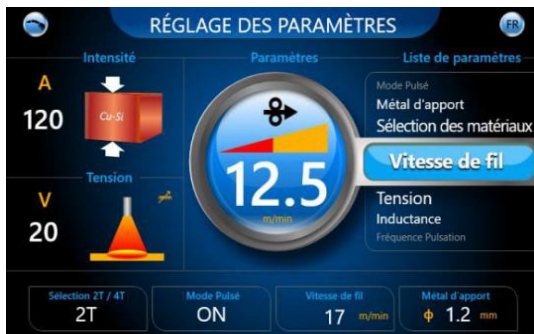 RÉGLAGE DES PARAMÈTRES
FR
Intensité
A
120
Cu-Si
Tension
V
20
Paramètres
12.5
m/min
Liste de paramètres
Mode Pulsé
Métal d'apport
Sélection des matériaux
Vitesse de fil
Tension
Inductance
Fréquence Pulsation
Sélection 2T / 4T
2T
Mode Pulsé
ON
Vitesse de fil
17 m/min
Métal d'apport
ϕ 1.2 mm